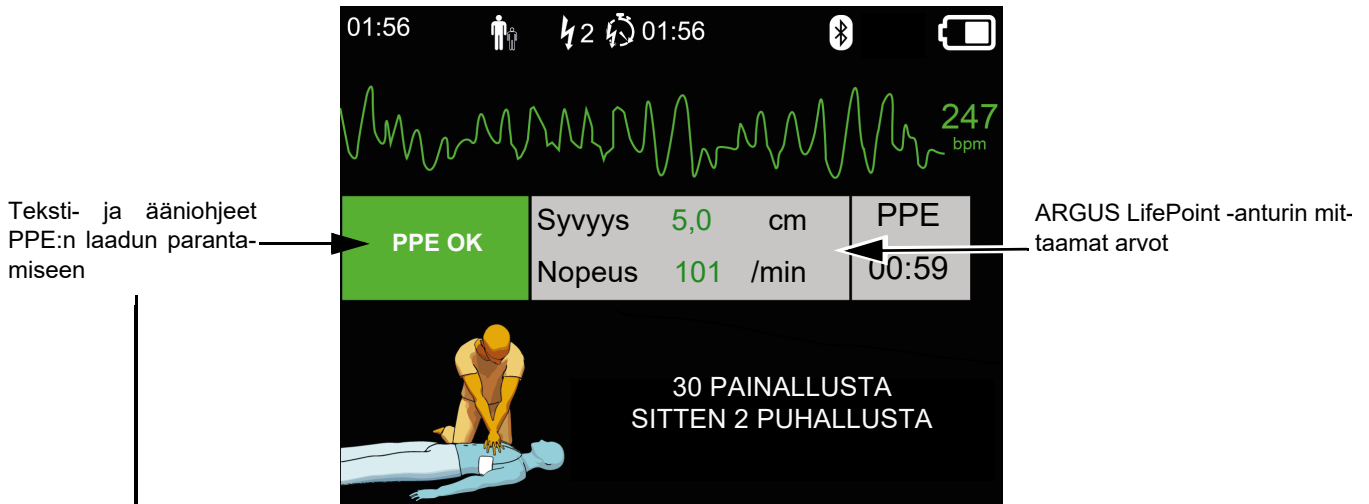 01:56
2
01:56
247
bpm
Teksti- ja ääniohjeet
PPE:n laadun paranta-
miseen
PPE OK
Syvyys 5,0 cm
Nopeus 101 /min
PPE
00:59
ARGUS LifePoint -anturin mit-
taamat arvot
30 PAINALLUSTA
SITTEN 2 PUHALLUSTA